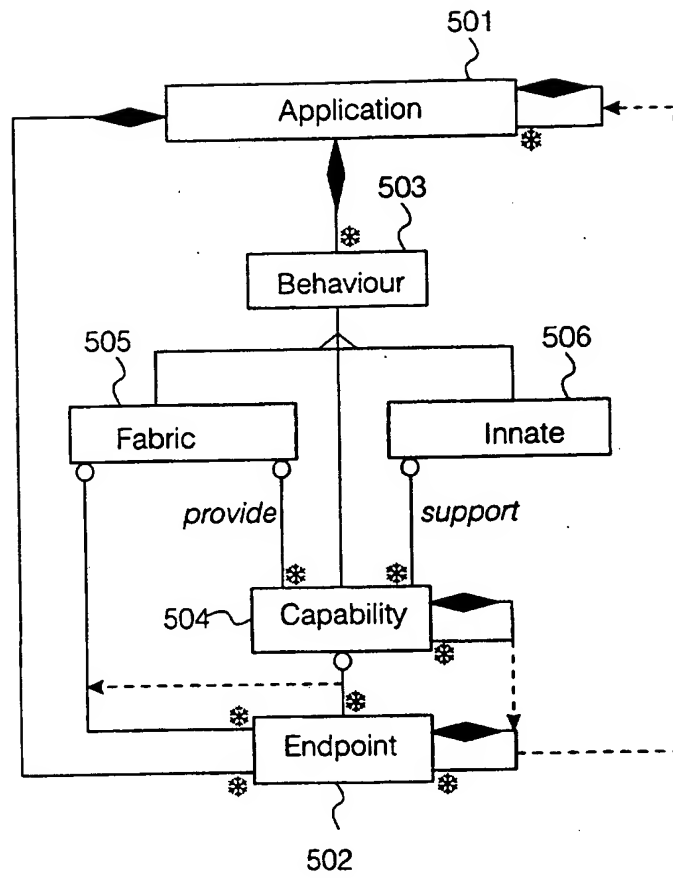 501
Application
503
Behaviour
505
506
Fabric
Innate
provide
support
504
Capability
Endpoint
502